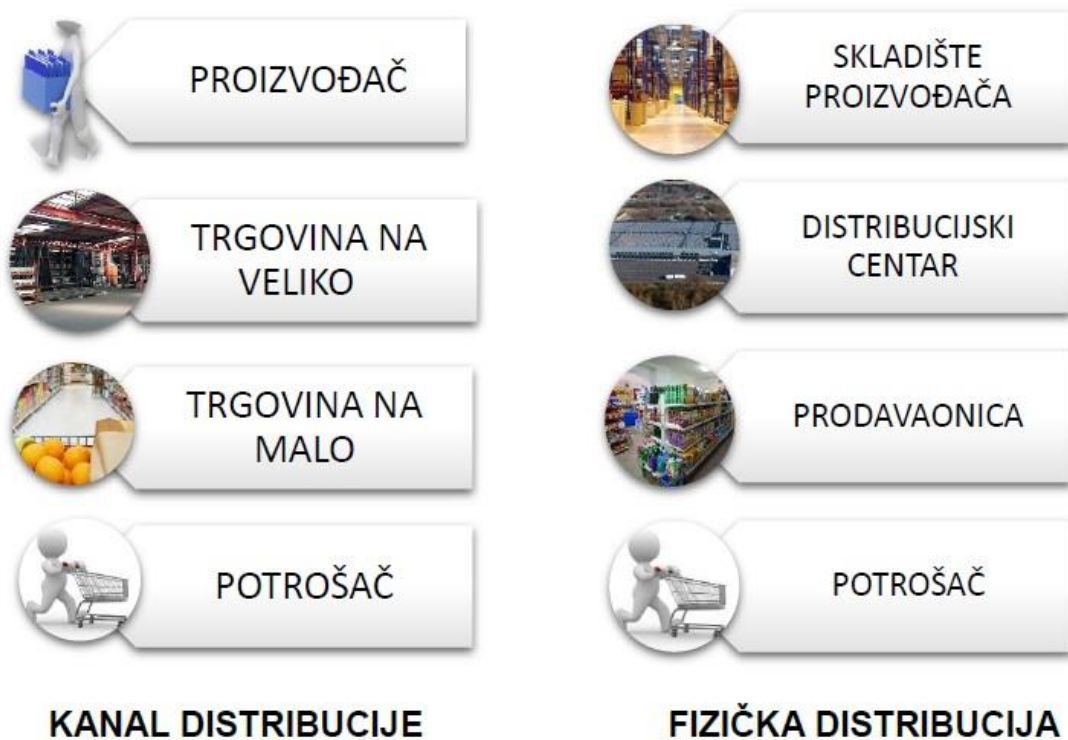 PROIZVOĐAČ
TRGOVINA NA
VELIKO
TRGOVINA NA
MALO
POTROŠAČ
KANAL DISTRIBUCIJE
SKLADIŠTE
PROIZVOĐAČA
DISTRIBUCIJSKI
CENTAR
PRODAVAONICA
POTROŠAČ
FIZIČKA DISTRIBUCIJA